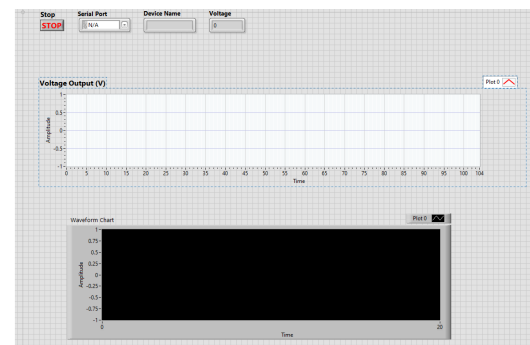 Stop Serial Port Device Name Voltage
STOP N/A 0
Voltage Output (V)
Plot 0
1
0.5
0
-0.5
-1
Amplitude
0 5 10 15 20 25 30 35 40 45 50 55 60 65 70 75 80 85 90 95 100 104
Time
Waveform Chart
Plot 0
1
0.75
0.5
0.25
0
-0.25
-0.5
-0.75
-1
Amplitude
0 20
Time